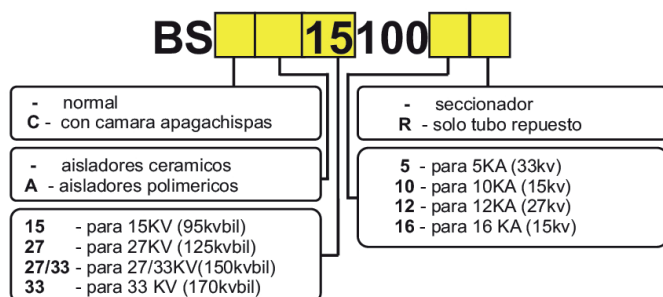 BS 15 100
- normal
C - con camara apagachispas
- aisladores ceramicos
A - aisladores polimericos
15 - para 15KV (95kvbil)
27 - para 27KV (125kvbil)
27/33 - para 27/33KV(150kvbil)
33 - para 33 KV (170kvbil)
- seccionador
R - solo tubo repuesto
5 - para 5KA (33kv)
10 - para 10KA (15kv)
12 - para 12KA (27kv)
16 - para 16 KA (15kv)